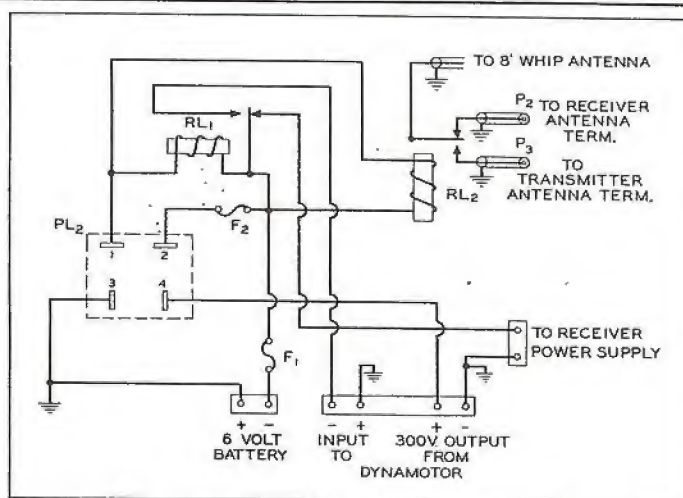 TO 8' WHIP ANTENNA
P2 TO RECEIVER
ANTENNA
TERM.
P3
TO
TRANSMITTER
ANTENNA TERM.
RL1
RL2
PL2
F2
1 2
3 4
F1
TO RECEIVER
POWER SUPPLY
+ −
6 VOLT
BATTERY
− +
INPUT
TO
+ −
300V. OUTPUT
FROM
DYNAMOTOR